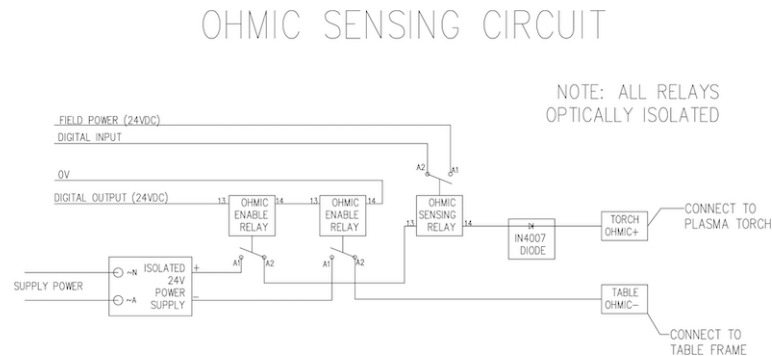 OHMIC SENSING CIRCUIT
NOTE: ALL RELAYS
OPTICALLY ISOLATED
FIELD POWER (24VDC)
DIGITAL INPUT
A2
A1
0V
DIGITAL OUTPUT (24VDC)
13
OHMIC
ENABLE
RELAY
14
13
OHMIC
ENABLE
RELAY
14
13
OHMIC
SENSING
RELAY
14
IN4007
DIODE
TORCH
OHMIC+
CONNECT TO
PLASMA TORCH
A1
A2
A1
A2
SUPPLY POWER
~N
~A
ISOLATED
24V
POWER
SUPPLY
+
–
TABLE
OHMIC–
CONNECT TO
TABLE FRAME